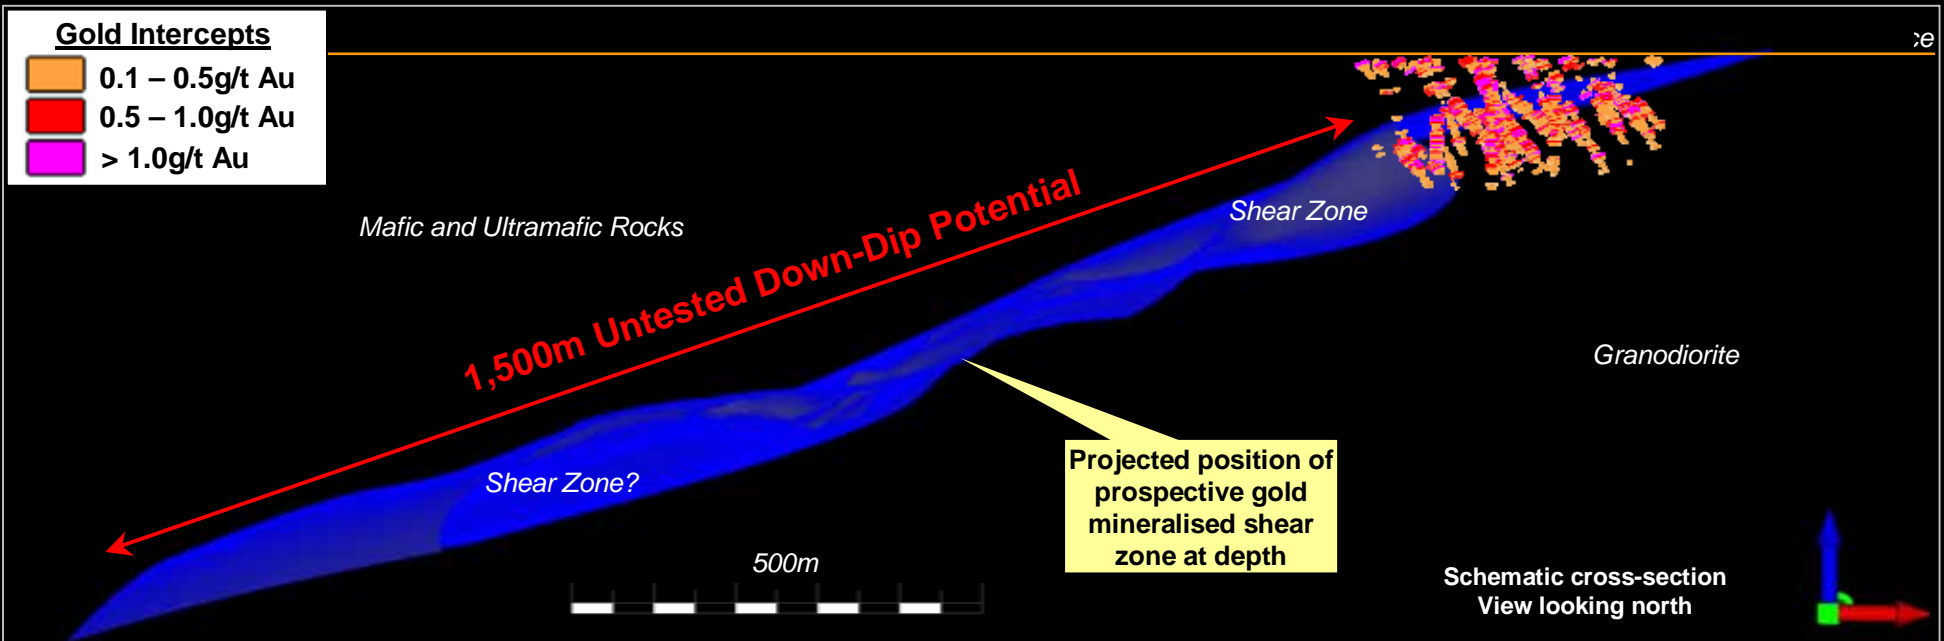 Gold Intercepts
0.1 – 0.5g/t Au
0.5 – 1.0g/t Au
> 1.0g/t Au
Mafic and Ultramafic Rocks
1,500m Untested Down-Dip Potential
Shear Zone
Granodiorite
Shear Zone?
Projected position of
prospective gold
mineralised shear
zone at depth
500m
Schematic cross-section
View looking north